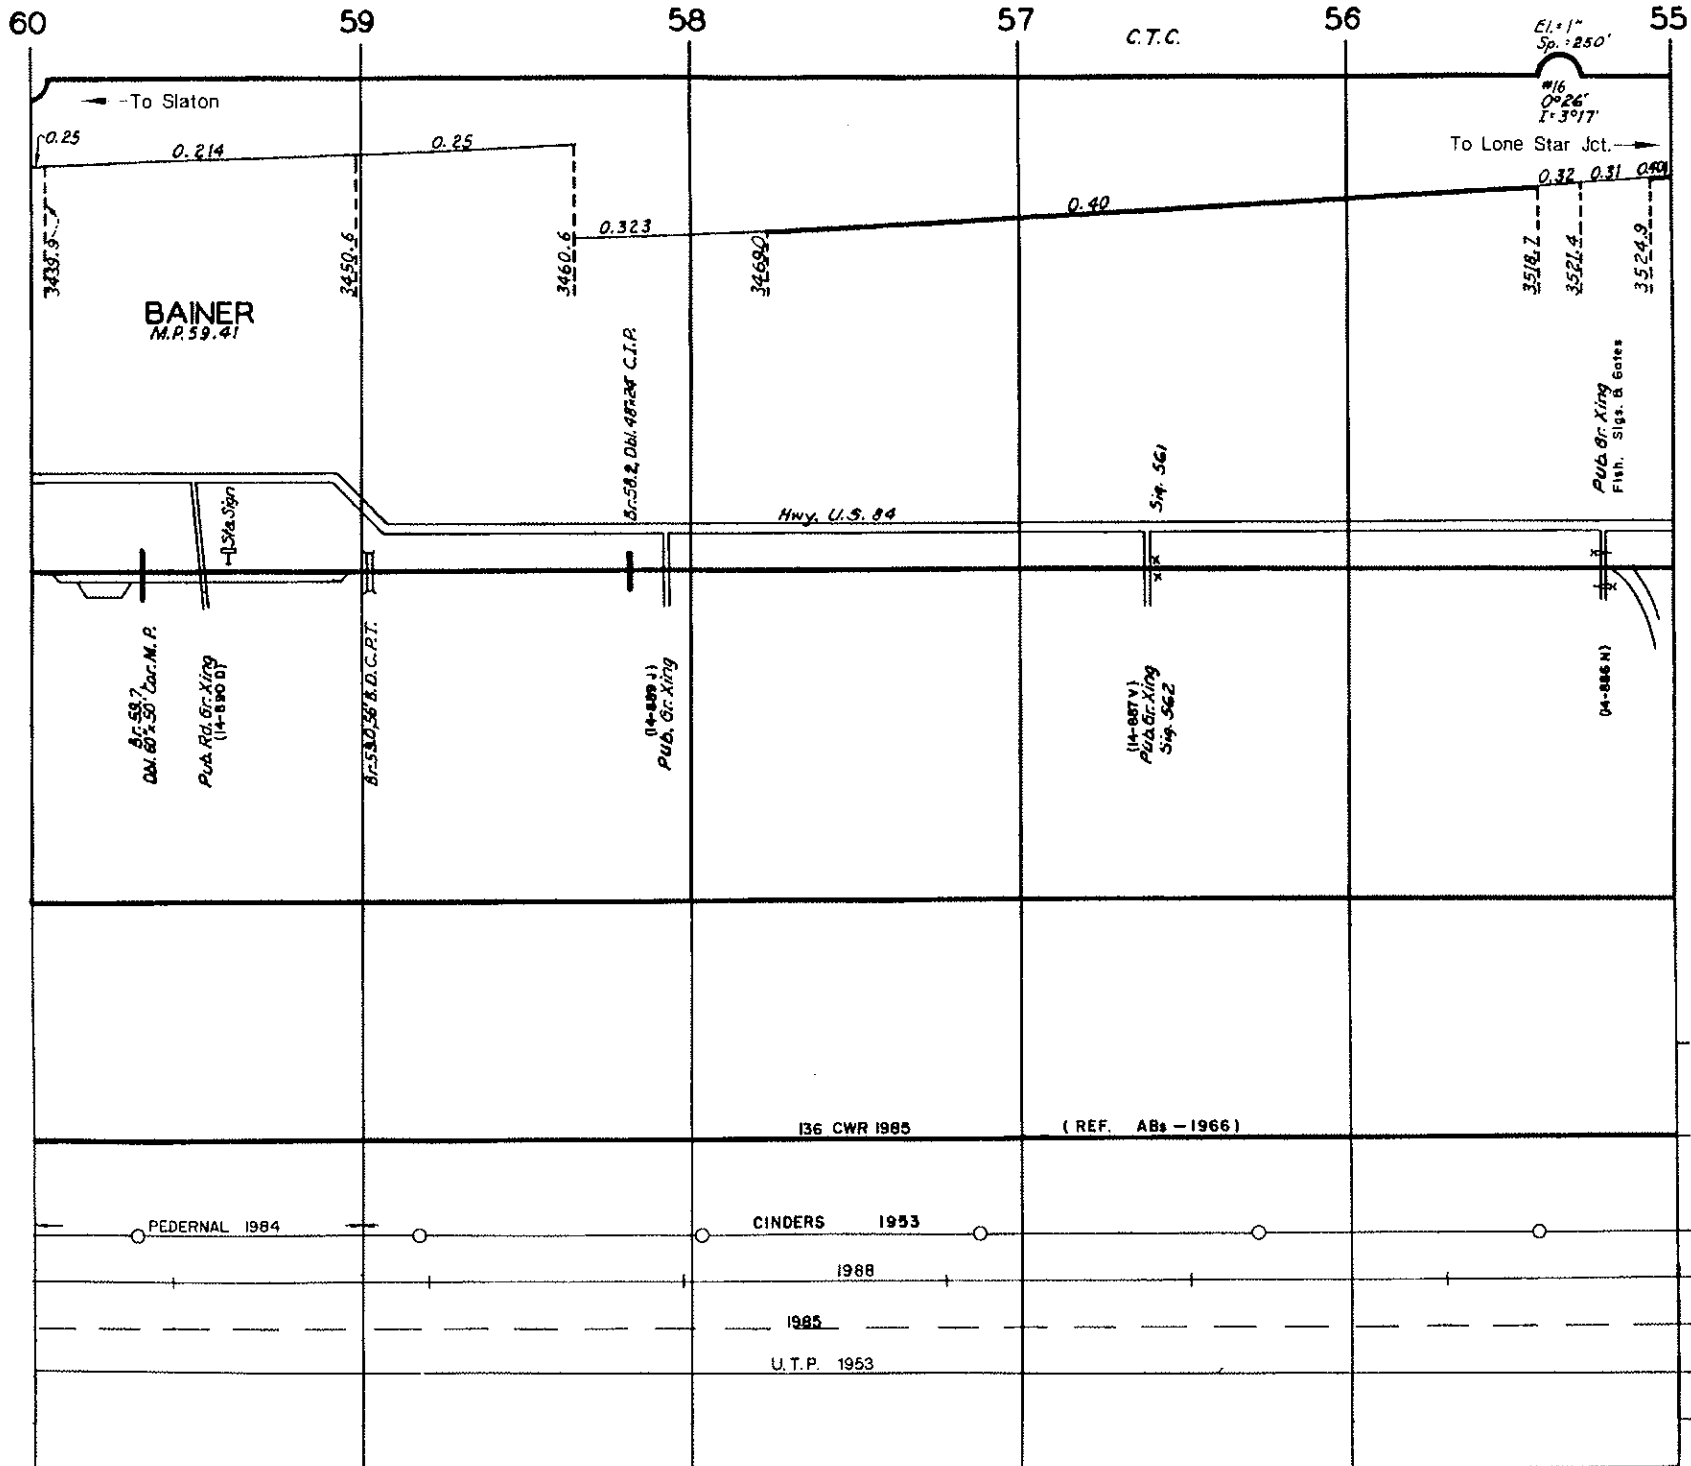 60 59 58 57 56 55
C.T.C.
El.=1"
Sp.=250'
#16
0°26'
I=3°17'
To Slaton
To Lone Star Jct.
0.25 0.214 0.25 0.323 0.40 0.32 0.31 0.401
3439.9 3450.6 3460.6 3469.0 3518.7 3521.4 3524.9
BAINER
M.P. 59.41
Br. 58.2, Dbl. 48"x24' C.I.P.
Sig. 561
Pub. Gr. Xing
Flsh. Sigs. & Gates
Sta. Sign
Hwy. U.S. 84
Br. 59.7
Dbl. 60"x50' Cor. M.P.
Pub. Rd. Gr. Xing
(14-890 D)
Br. 59.0, 56' B.D.C.P.T.
(14-889 J)
Pub. Gr. Xing
(14-887 V)
Pub. Gr. Xing
Sig. 562
(14-886 N)
136 CWR 1985 (REF. ABs - 1966)
PEDERNAL 1984 CINDERS 1953
1988
1985
U.T.P. 1953